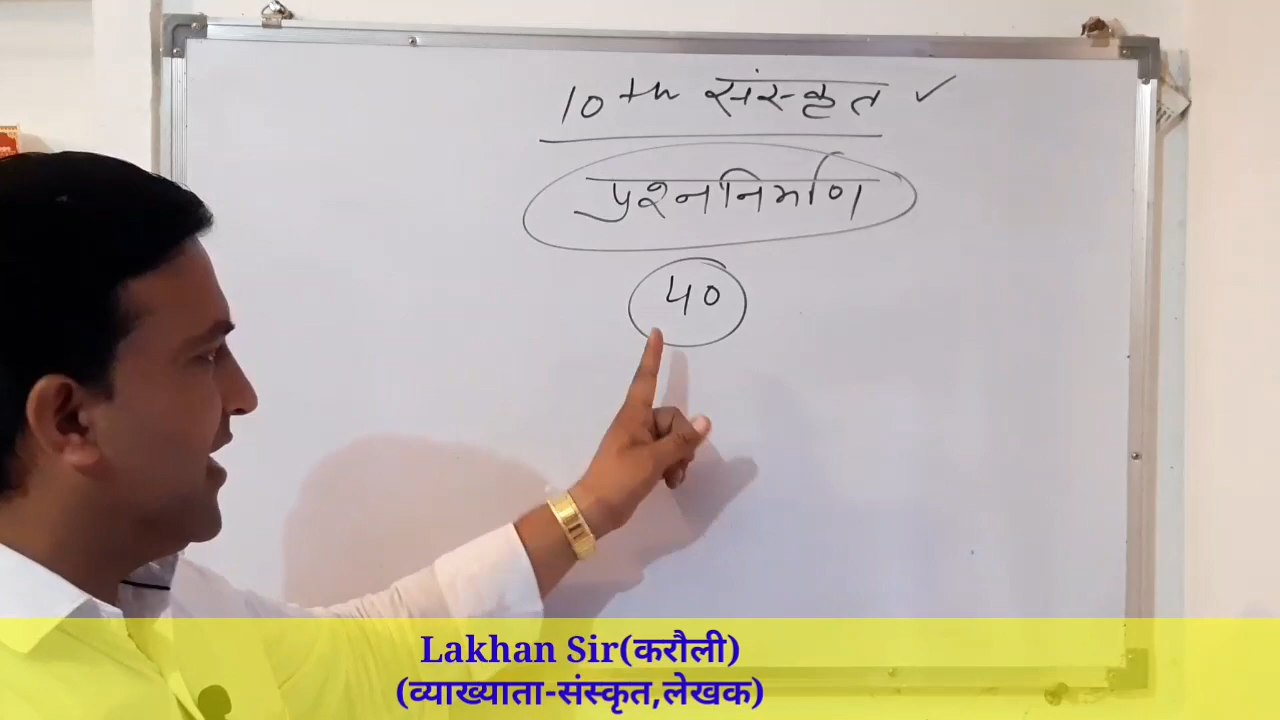 10th संस्कृत ✓
प्रश्ननिर्माण
40
Lakhan Sir(करौली)
(व्याख्याता-संस्कृत,लेखक)